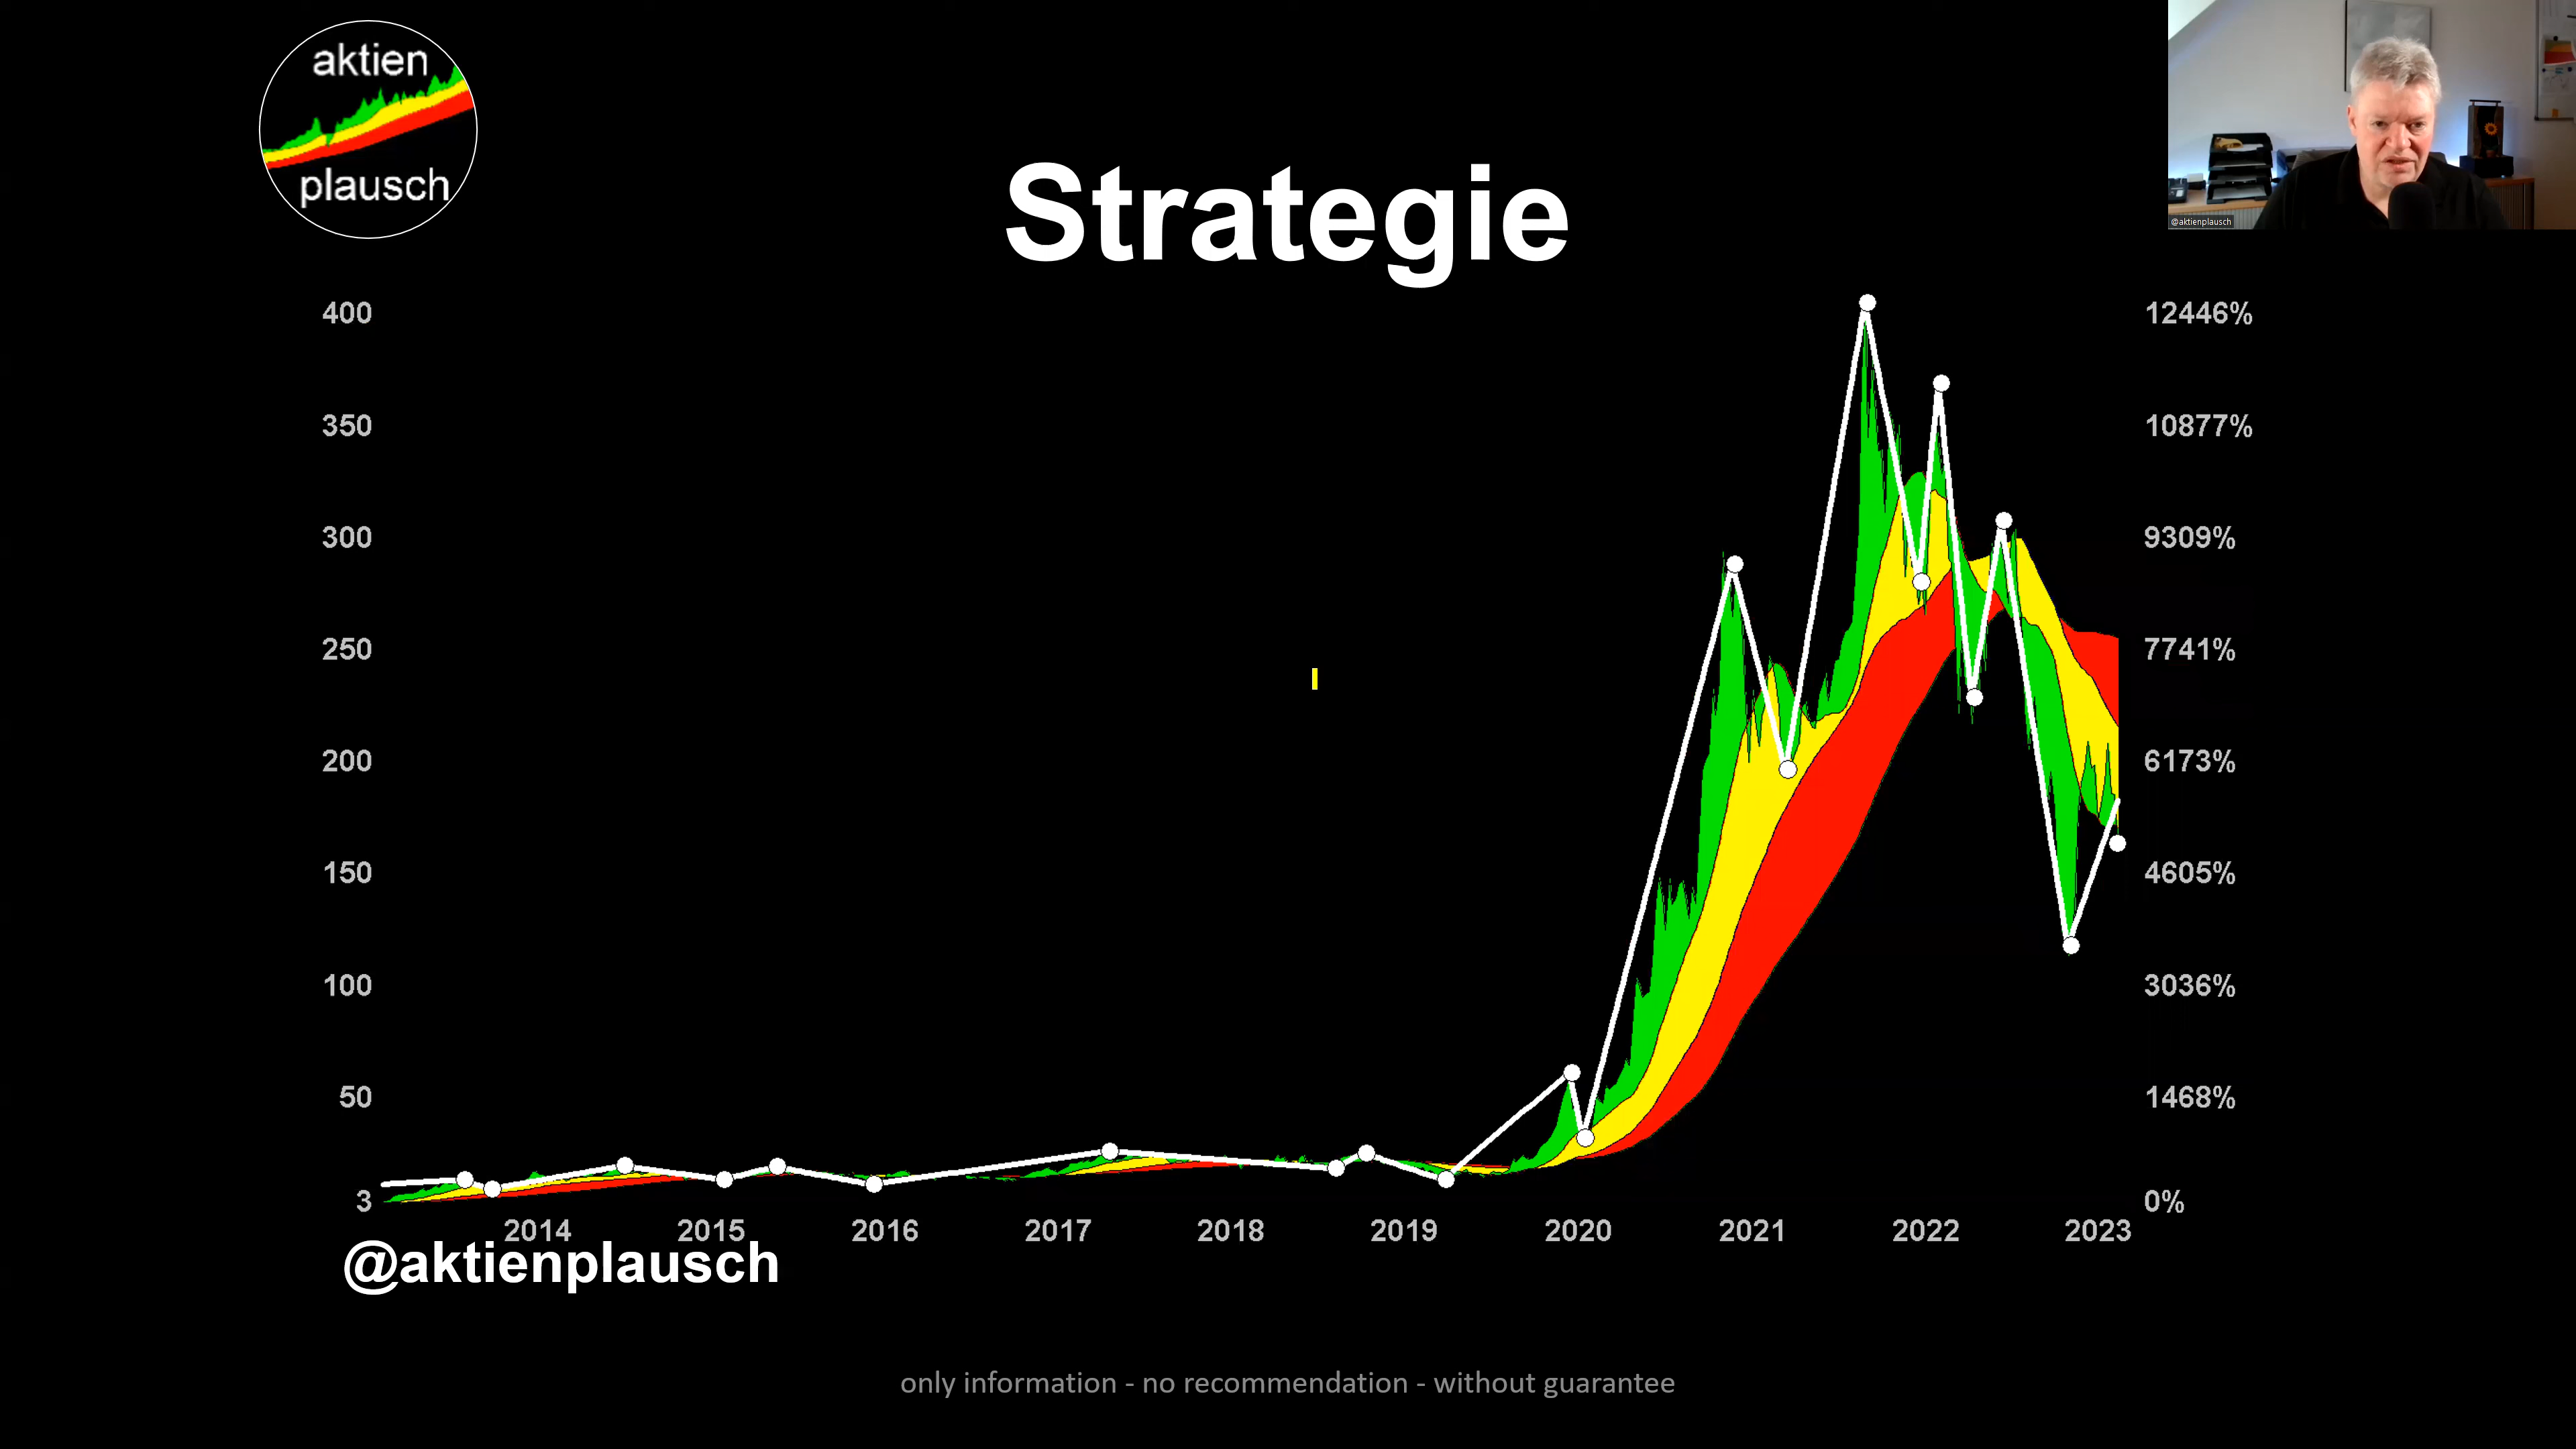 aktien
plausch
Strategie
@aktienplausch
400
350
300
250
200
150
100
50
3
12446%
10877%
9309%
7741%
6173%
4605%
3036%
1468%
0%
2014 2015 2016 2017 2018 2019 2020 2021 2022 2023
@aktienplausch
only information - no recommendation - without guarantee